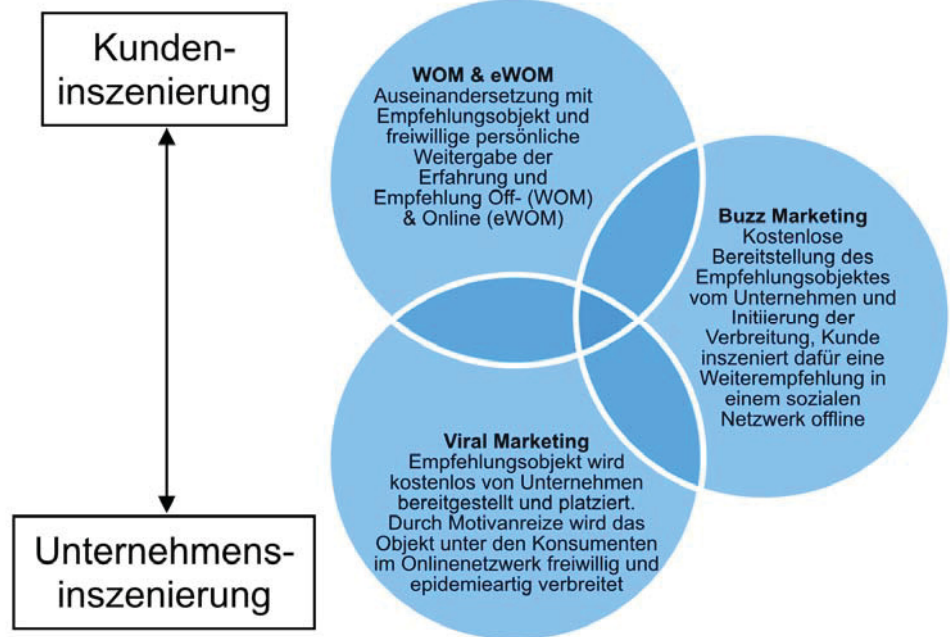 Kunden-
inszenierung
Unternehmens-
inszenierung
WOM & eWOM
Auseinandersetzung mit
Empfehlungsobjekt und
freiwillige persönliche
Weitergabe der
Erfahrung und
Empfehlung Off- (WOM)
& Online (eWOM)
Buzz Marketing
Kostenlose
Bereitstellung des
Empfehlungsobjektes
vom Unternehmen und
Initiierung der
Verbreitung, Kunde
inszeniert dafür eine
Weiterempfehlung in
einem sozialen
Netzwerk offline
Viral Marketing
Empfehlungsobjekt wird
kostenlos von Unternehmen
bereitgestellt und platziert.
Durch Motivanreize wird das
Objekt unter den Konsumenten
im Onlinenetzwerk freiwillig und
epidemieartig verbreitet